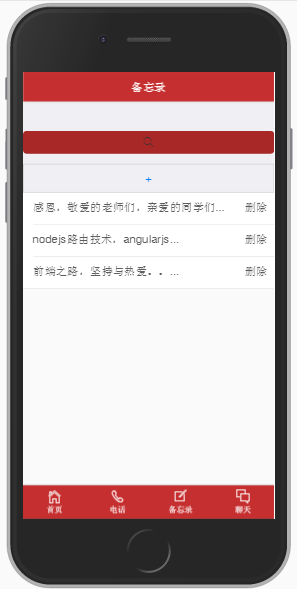 备忘录
+
感恩，敬爱的老师们，亲爱的同学们... 删除
nodejs路由技术，angularjs... 删除
前端之路，坚持与热爱。。... 删除
首页 电话 备忘录 聊天